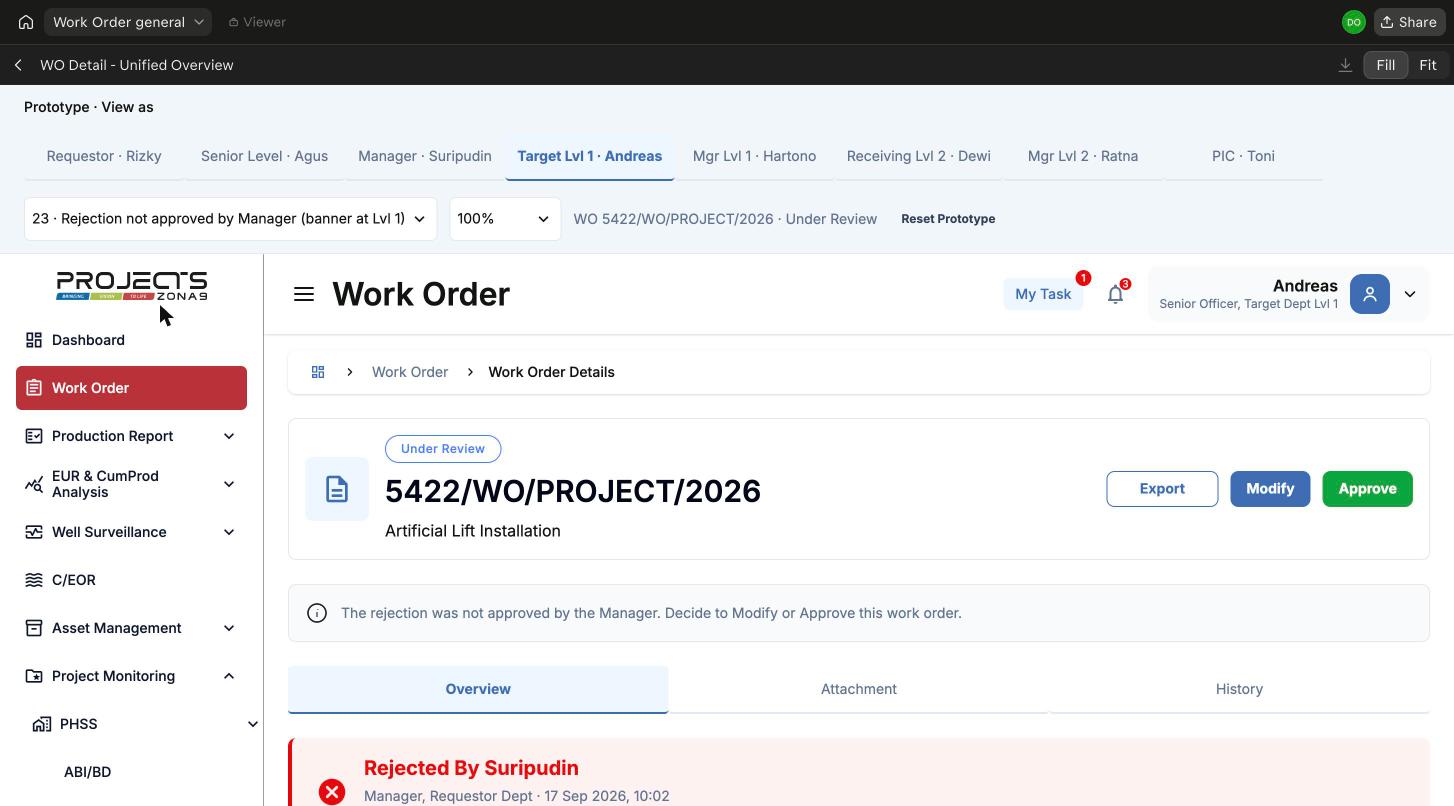 Work Order general
Viewer
DO
Share
WO Detail - Unified Overview
Fill
Fit
Prototype · View as
Requestor · Rizky
Senior Level · Agus
Manager · Suripudin
Target Lvl 1 · Andreas
Mgr Lvl 1 · Hartono
Receiving Lvl 2 · Dewi
Mgr Lvl 2 · Ratna
PIC · Toni
23 · Rejection not approved by Manager (banner at Lvl 1)
100%
WO 5422/WO/PROJECT/2026 · Under Review
Reset Prototype
PROJECTS
BRINGING VISION TO LIFE ZONA9
Dashboard
Work Order
Production Report
EUR & CumProd
Analysis
Well Surveillance
C/EOR
Asset Management
Project Monitoring
PHSS
ABI/BD
Work Order
My Task
1
3
Andreas
Senior Officer, Target Dept Lvl 1
Work Order
Work Order Details
Under Review
5422/WO/PROJECT/2026
Artificial Lift Installation
Export
Modify
Approve
The rejection was not approved by the Manager. Decide to Modify or Approve this work order.
Overview
Attachment
History
Rejected By Suripudin
Manager, Requestor Dept · 17 Sep 2026, 10:02